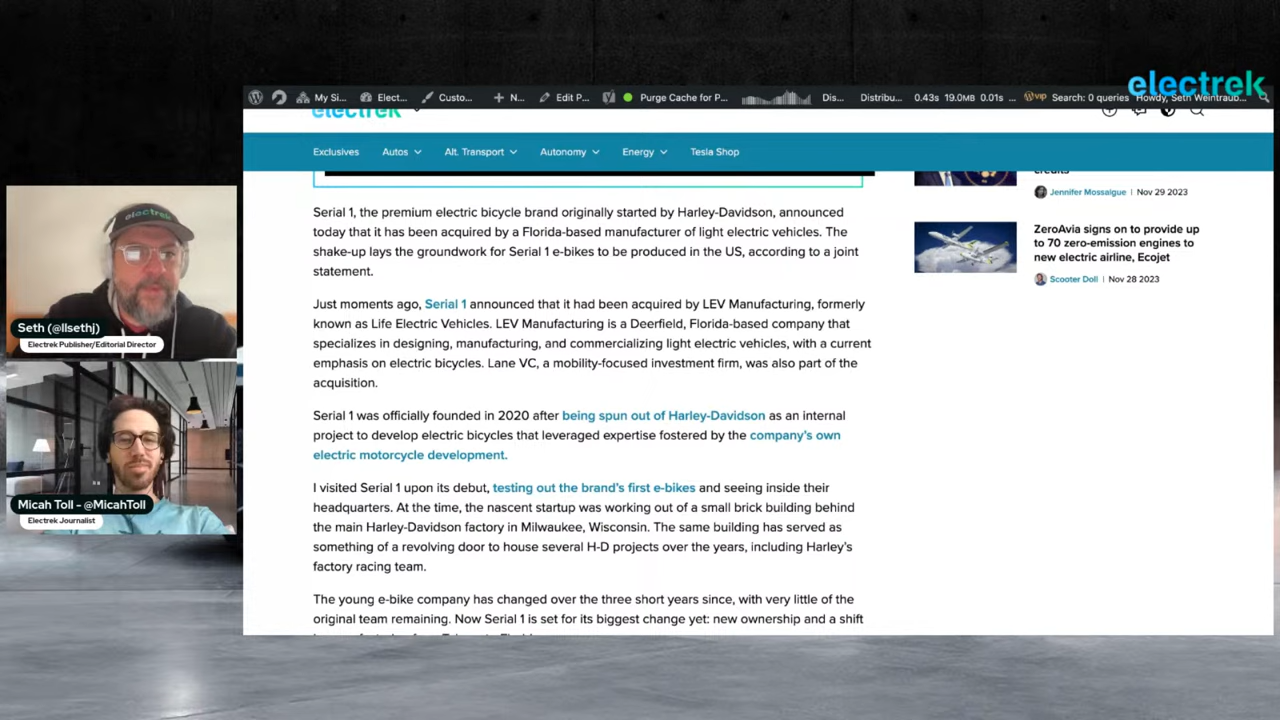 electrek
My Si...
Elect...
Custo...
N...
Edit P...
Purge Cache for P...
Dis...
Distribu...
0.43s 19.0MB 0.01s ...
vip Search: 0 queries
Howdy, Seth Weintraub...
electrek
Exclusives
Autos
Alt. Transport
Autonomy
Energy
Tesla Shop
credits
Jennifer Mossalgue | Nov 29 2023
ZeroAvia signs on to provide up
to 70 zero-emission engines to
new electric airline, Ecojet
Scooter Doll | Nov 28 2023
Serial 1, the premium electric bicycle brand originally started by Harley-Davidson, announced
today that it has been acquired by a Florida-based manufacturer of light electric vehicles. The
shake-up lays the groundwork for Serial 1 e-bikes to be produced in the US, according to a joint
statement.
Just moments ago, Serial 1 announced that it had been acquired by LEV Manufacturing, formerly
known as Life Electric Vehicles. LEV Manufacturing is a Deerfield, Florida-based company that
specializes in designing, manufacturing, and commercializing light electric vehicles, with a current
emphasis on electric bicycles. Lane VC, a mobility-focused investment firm, was also part of the
acquisition.
Serial 1 was officially founded in 2020 after being spun out of Harley-Davidson as an internal
project to develop electric bicycles that leveraged expertise fostered by the company's own
electric motorcycle development.
I visited Serial 1 upon its debut, testing out the brand's first e-bikes and seeing inside their
headquarters. At the time, the nascent startup was working out of a small brick building behind
the main Harley-Davidson factory in Milwaukee, Wisconsin. The same building has served as
something of a revolving door to house several H-D projects over the years, including Harley's
factory racing team.
The young e-bike company has changed over the three short years since, with very little of the
original team remaining. Now Serial 1 is set for its biggest change yet: new ownership and a shift
electrek
Seth (@llsethj)
Electrek Publisher/Editorial Director
Micah Toll - @MicahToll
Electrek Journalist